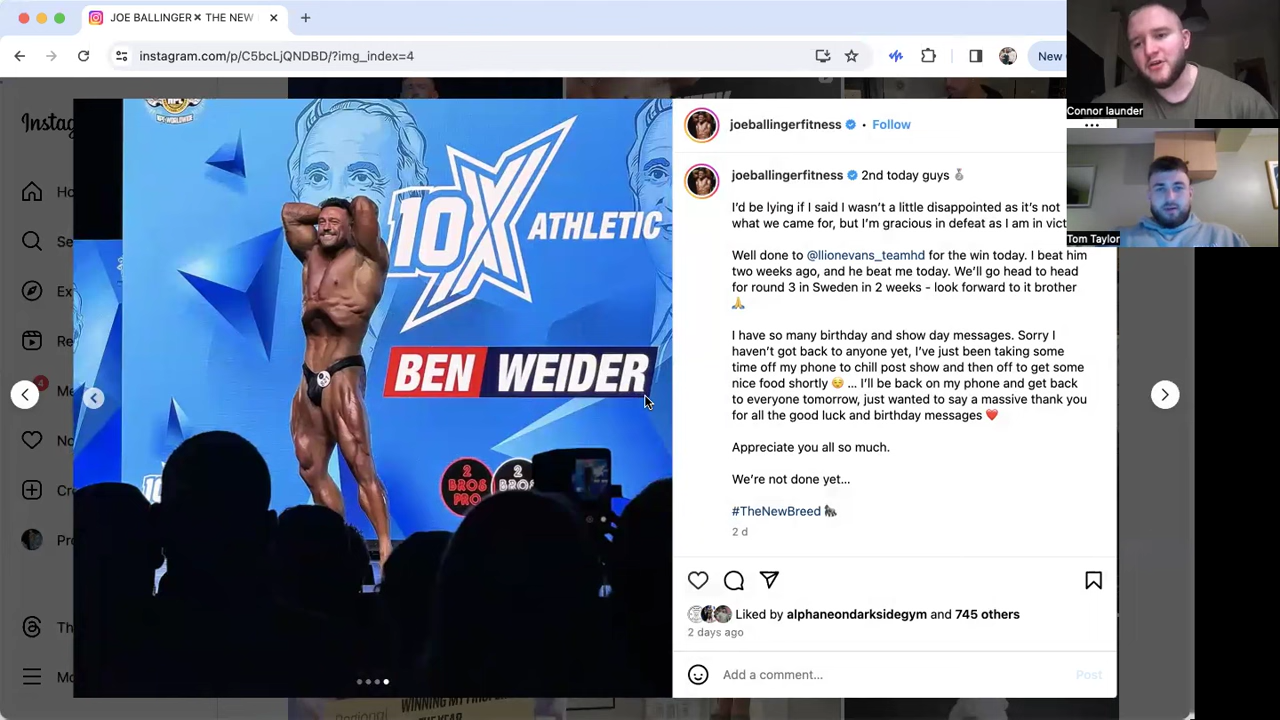 JOE BALLINGER✖ THE NEW
instagram.com/p/C5bcLjQNDBD/?img_index=4
New
Connor launder
Tom Taylor
Instag
Ho
Se
Ex
Re
4
Me
No
Cr
Pro
Th
Mo
10X ATHLETIC
BEN WEIDER
2
BROS
PRO
2
BROS
joeballingerfitness • Follow
joeballingerfitness 2nd today guys 🥈
I'd be lying if I said I wasn't a little disappointed as it's not
what we came for, but I'm gracious in defeat as I am in vict
Well done to @llionevans_teamhd for the win today. I beat him
two weeks ago, and he beat me today. We'll go head to head
for round 3 in Sweden in 2 weeks - look forward to it brother
🙏
I have so many birthday and show day messages. Sorry I
haven't got back to anyone yet, I've just been taking some
time off my phone to chill post show and then off to get some
nice food shortly 😌 ... I'll be back on my phone and get back
to everyone tomorrow, just wanted to say a massive thank you
for all the good luck and birthday messages ❤️
Appreciate you all so much.
We're not done yet...
#TheNewBreed 🦍
2 d
Liked by alphaneondarksidegym and 745 others
2 days ago
Add a comment...
Post